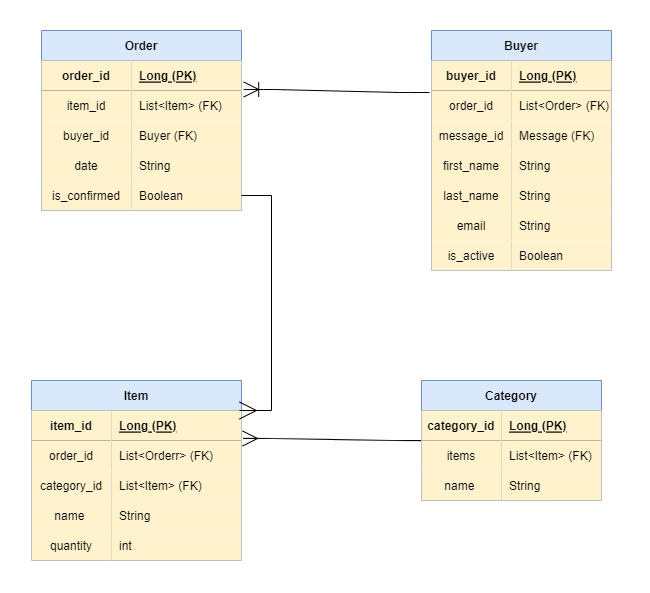 Order
order_id Long (PK)
item_id List<Item> (FK)
buyer_id Buyer (FK)
date String
is_confirmed Boolean
Buyer
buyer_id Long (PK)
order_id List<Order> (FK)
message_id Message (FK)
first_name String
last_name String
email String
is_active Boolean
Item
item_id Long (PK)
order_id List<Orderr> (FK)
category_id List<Item> (FK)
name String
quantity int
Category
category_id Long (PK)
items List<Item> (FK)
name String